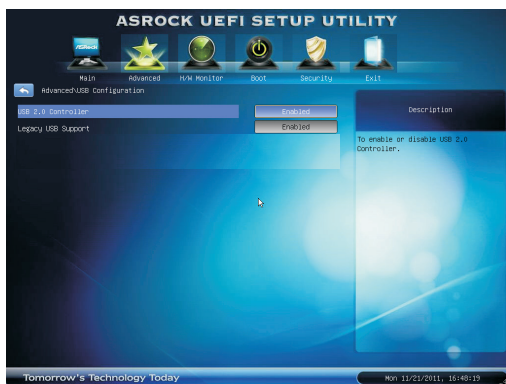 ASROCK UEFI SETUP UTILITY
ASRock
Main Advanced H/W Monitor Boot Security Exit
Advanced\USB Configuration
USB 2.0 Controller Enabled
Legacy USB Support Enabled
Description
To enable or disable USB 2.0
Controller.
Tomorrow's Technology Today
Mon 11/21/2011, 16:48:19